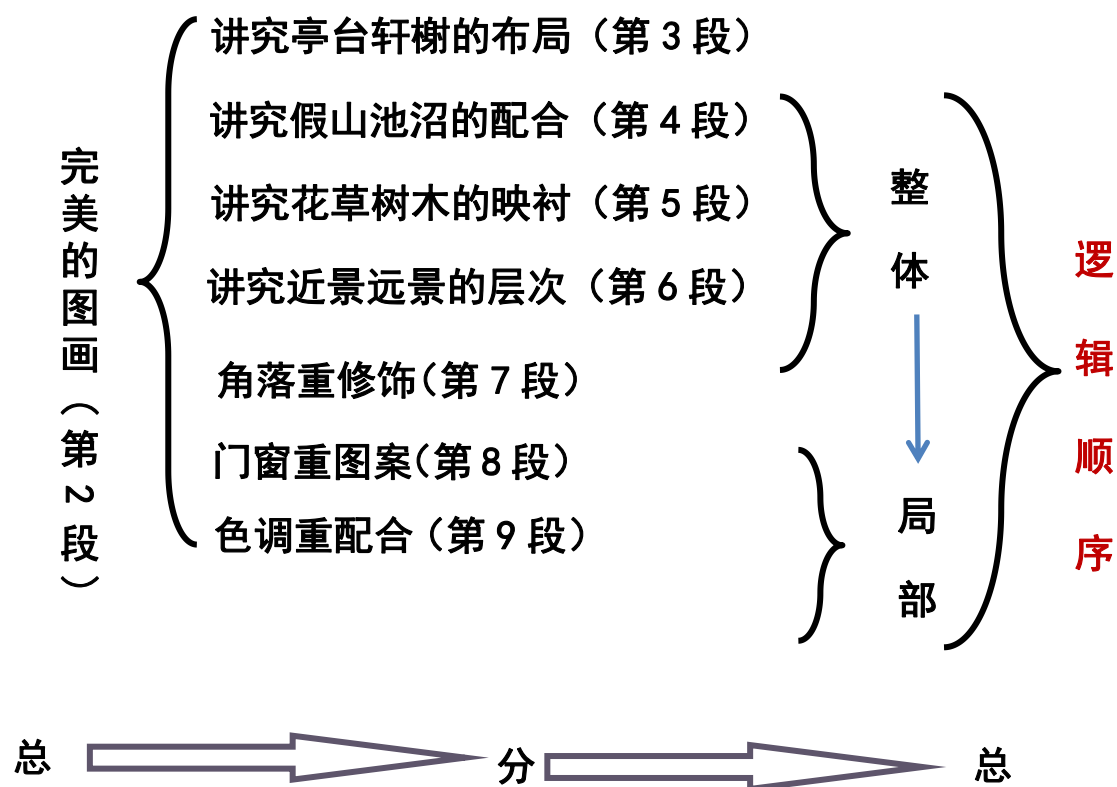 完美的图画（第2段）
讲究亭台轩榭的布局（第3段）
讲究假山池沼的配合（第4段）
讲究花草树木的映衬（第5段）
讲究近景远景的层次（第6段）
角落重修饰(第7段）
门窗重图案(第8段）
色调重配合（第9段）
整体
局部
逻辑顺序
总
分
总